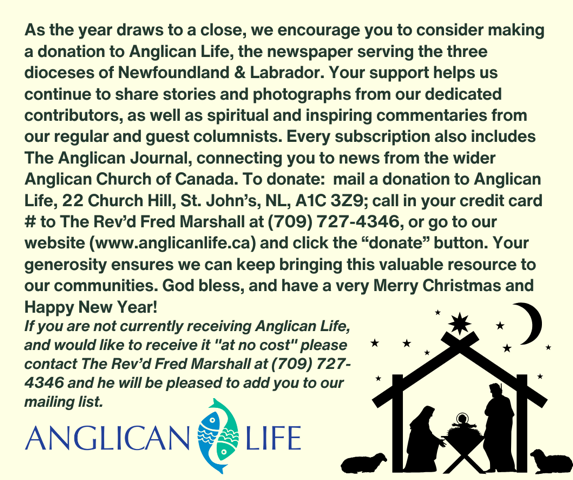 As the year draws to a close, we encourage you to consider making
a donation to Anglican Life, the newspaper serving the three
dioceses of Newfoundland & Labrador. Your support helps us
continue to share stories and photographs from our dedicated
contributors, as well as spiritual and inspiring commentaries from
our regular and guest columnists. Every subscription also includes
The Anglican Journal, connecting you to news from the wider
Anglican Church of Canada. To donate:  mail a donation to Anglican
Life, 22 Church Hill, St. John's, NL, A1C 3Z9; call in your credit card
# to The Rev'd Fred Marshall at (709) 727-4346, or go to our
website (www.anglicanlife.ca) and click the “donate” button. Your
generosity ensures we can keep bringing this valuable resource to
our communities. God bless, and have a very Merry Christmas and
Happy New Year!
If you are not currently receiving Anglican Life,
and would like to receive it "at no cost" please
contact The Rev'd Fred Marshall at (709) 727-
4346 and he will be pleased to add you to our
mailing list.
ANGLICAN LIFE